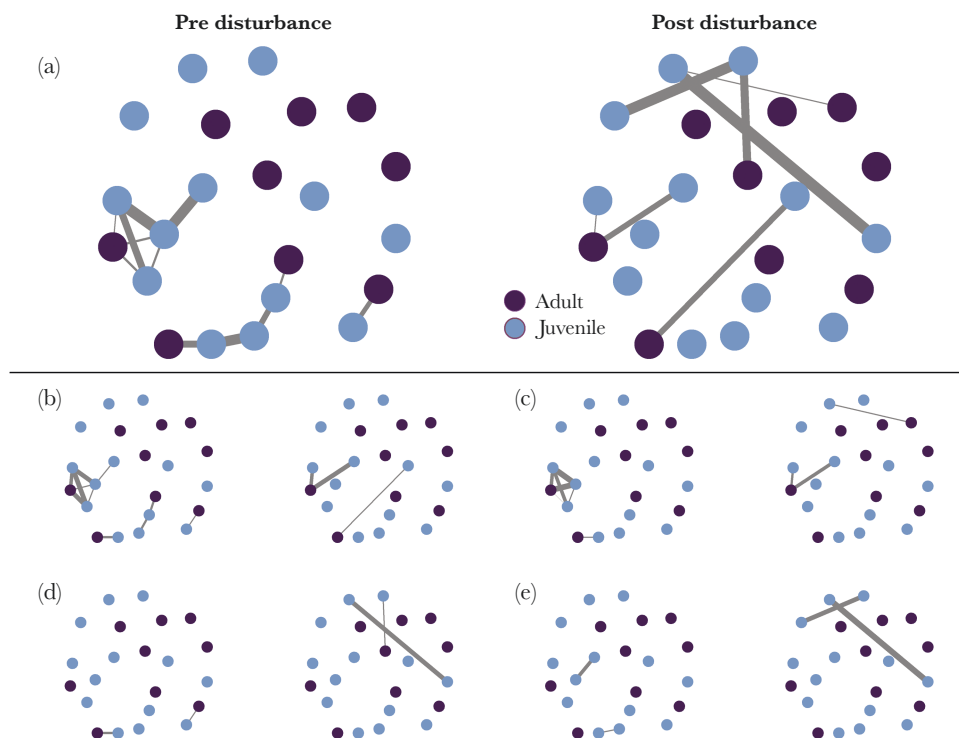 Pre disturbance
Post disturbance
(a)
Adult
Juvenile
(b)
(c)
(d)
(e)